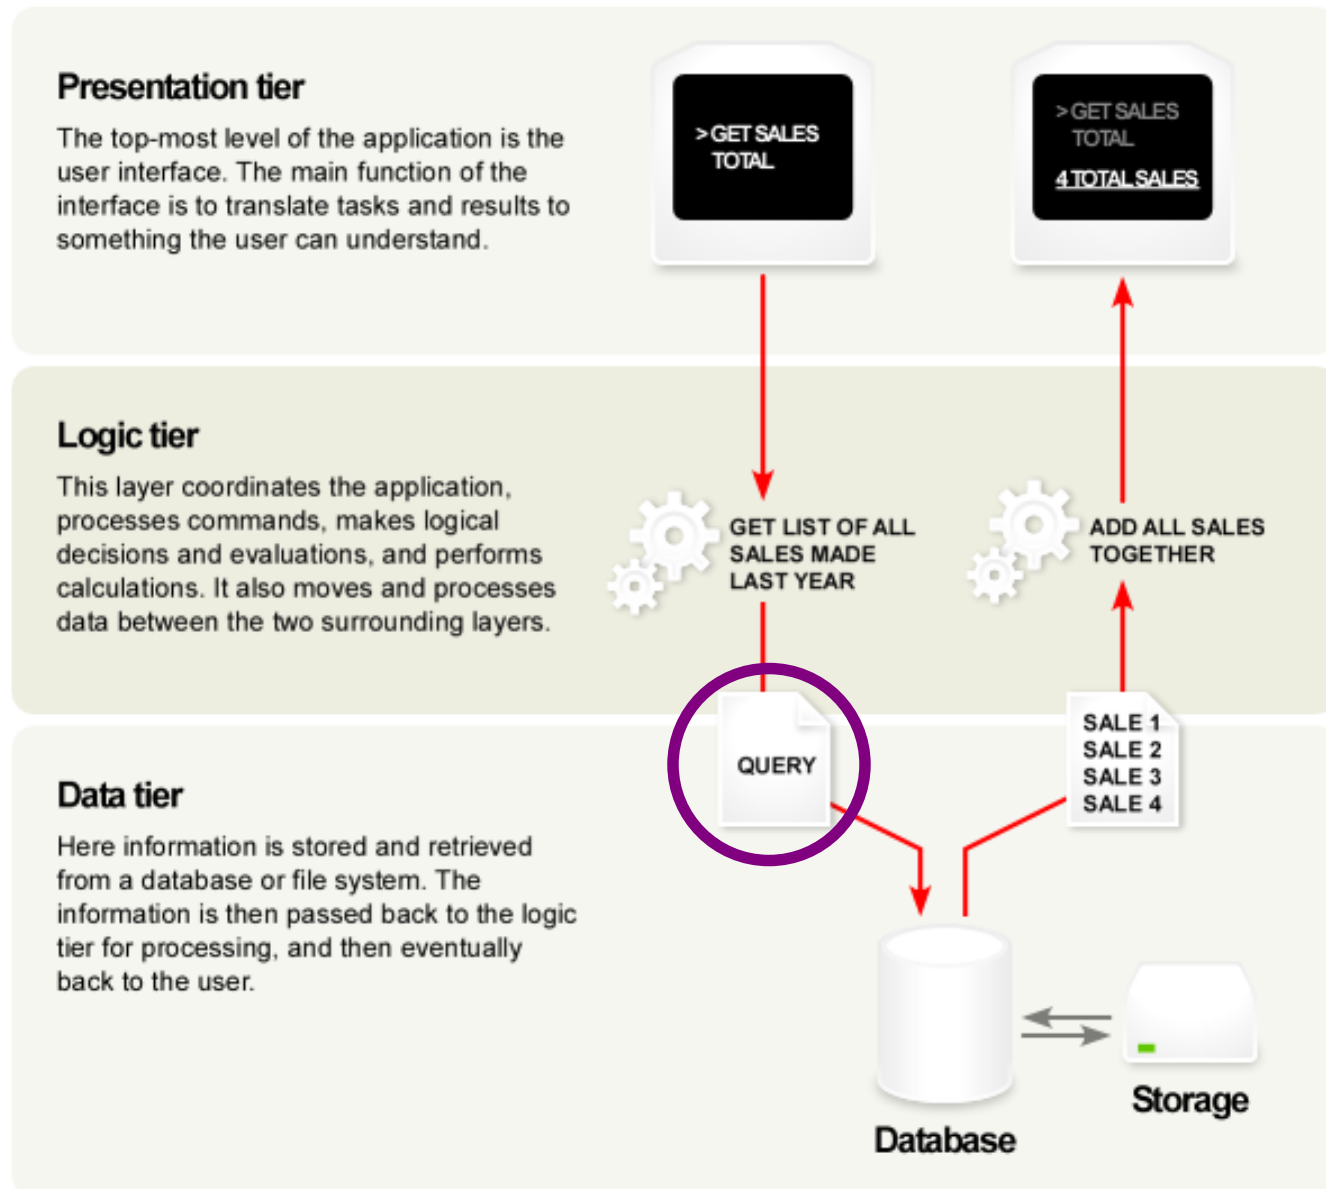 Presentation tier
The top-most level of the application is the
user interface. The main function of the
interface is to translate tasks and results to
something the user can understand.
> GET SALES
TOTAL
> GET SALES
TOTAL
4 TOTAL SALES
Logic tier
This layer coordinates the application,
processes commands, makes logical
decisions and evaluations, and performs
calculations. It also moves and processes
data between the two surrounding layers.
GET LIST OF ALL
SALES MADE
LAST YEAR
ADD ALL SALES
TOGETHER
QUERY
SALE 1
SALE 2
SALE 3
SALE 4
Data tier
Here information is stored and retrieved
from a database or file system. The
information is then passed back to the logic
tier for processing, and then eventually
back to the user.
Database
Storage